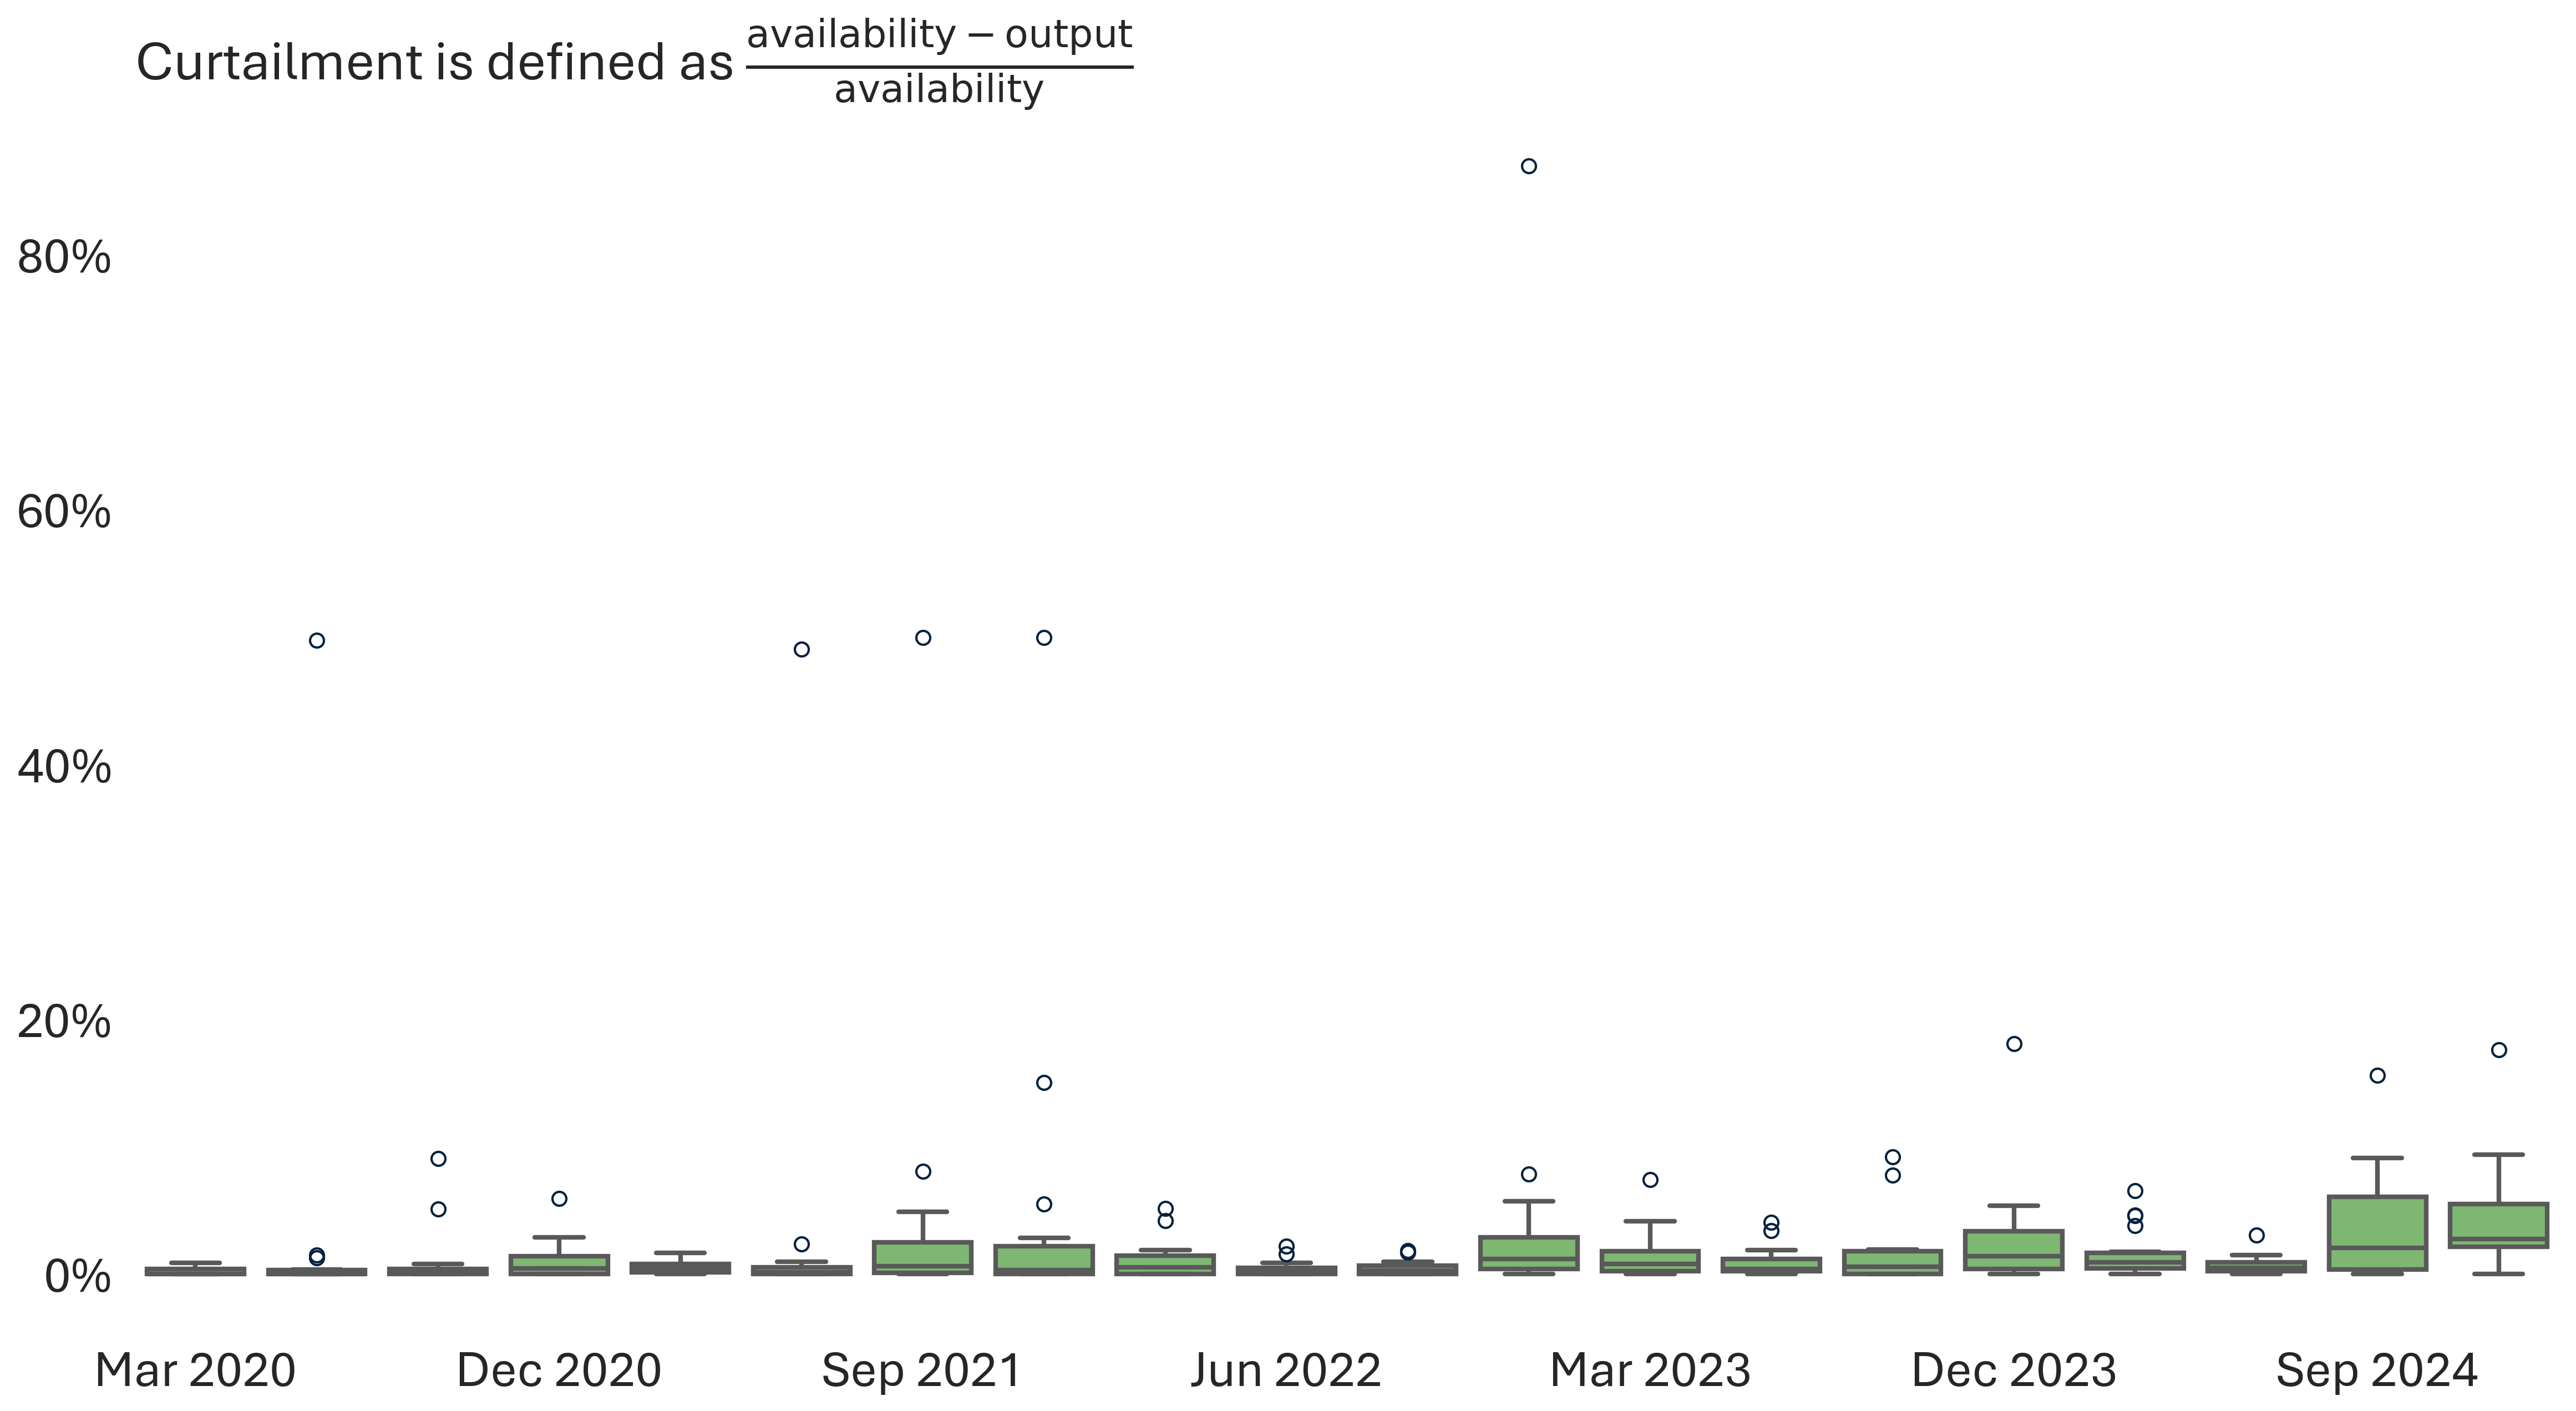 Curtailment is defined as availability – output / availability
80%
60%
40%
20%
0%
Mar 2020 Dec 2020 Sep 2021 Jun 2022 Mar 2023 Dec 2023 Sep 2024